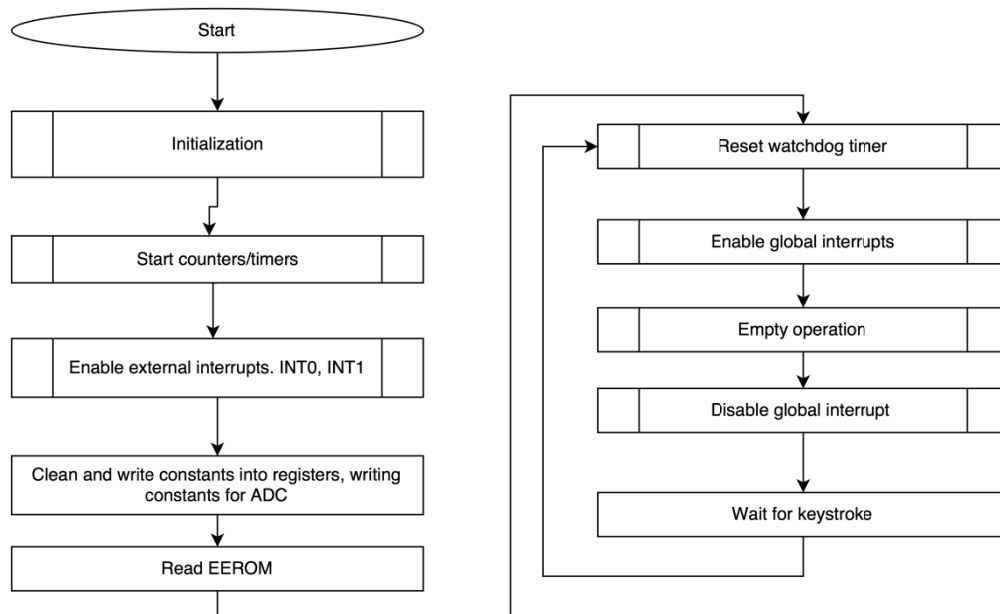 Start
Initialization
Start counters/timers
Enable external interrupts. INT0, INT1
Clean and write constants into registers, writing
constants for ADC
Read EEROM
Reset watchdog timer
Enable global interrupts
Empty operation
Disable global interrupt
Wait for keystroke